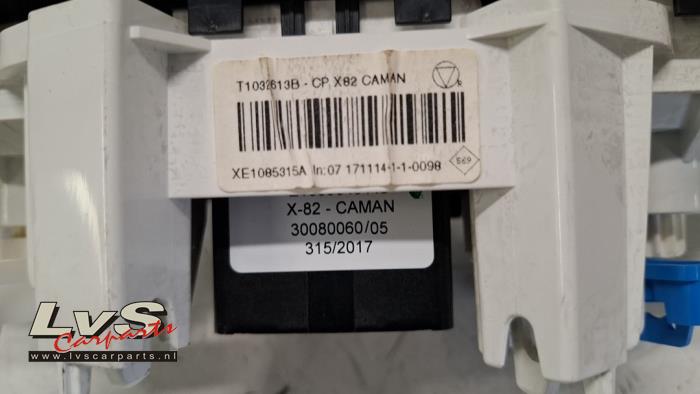 T1032613B - CP, X82 CAMAN
R
XE1085315A In:07 171114-1-1-0098
X-82 - CAMAN
30080060/05
315/2017
LvS
Carparts
www.lvscarparts.nl